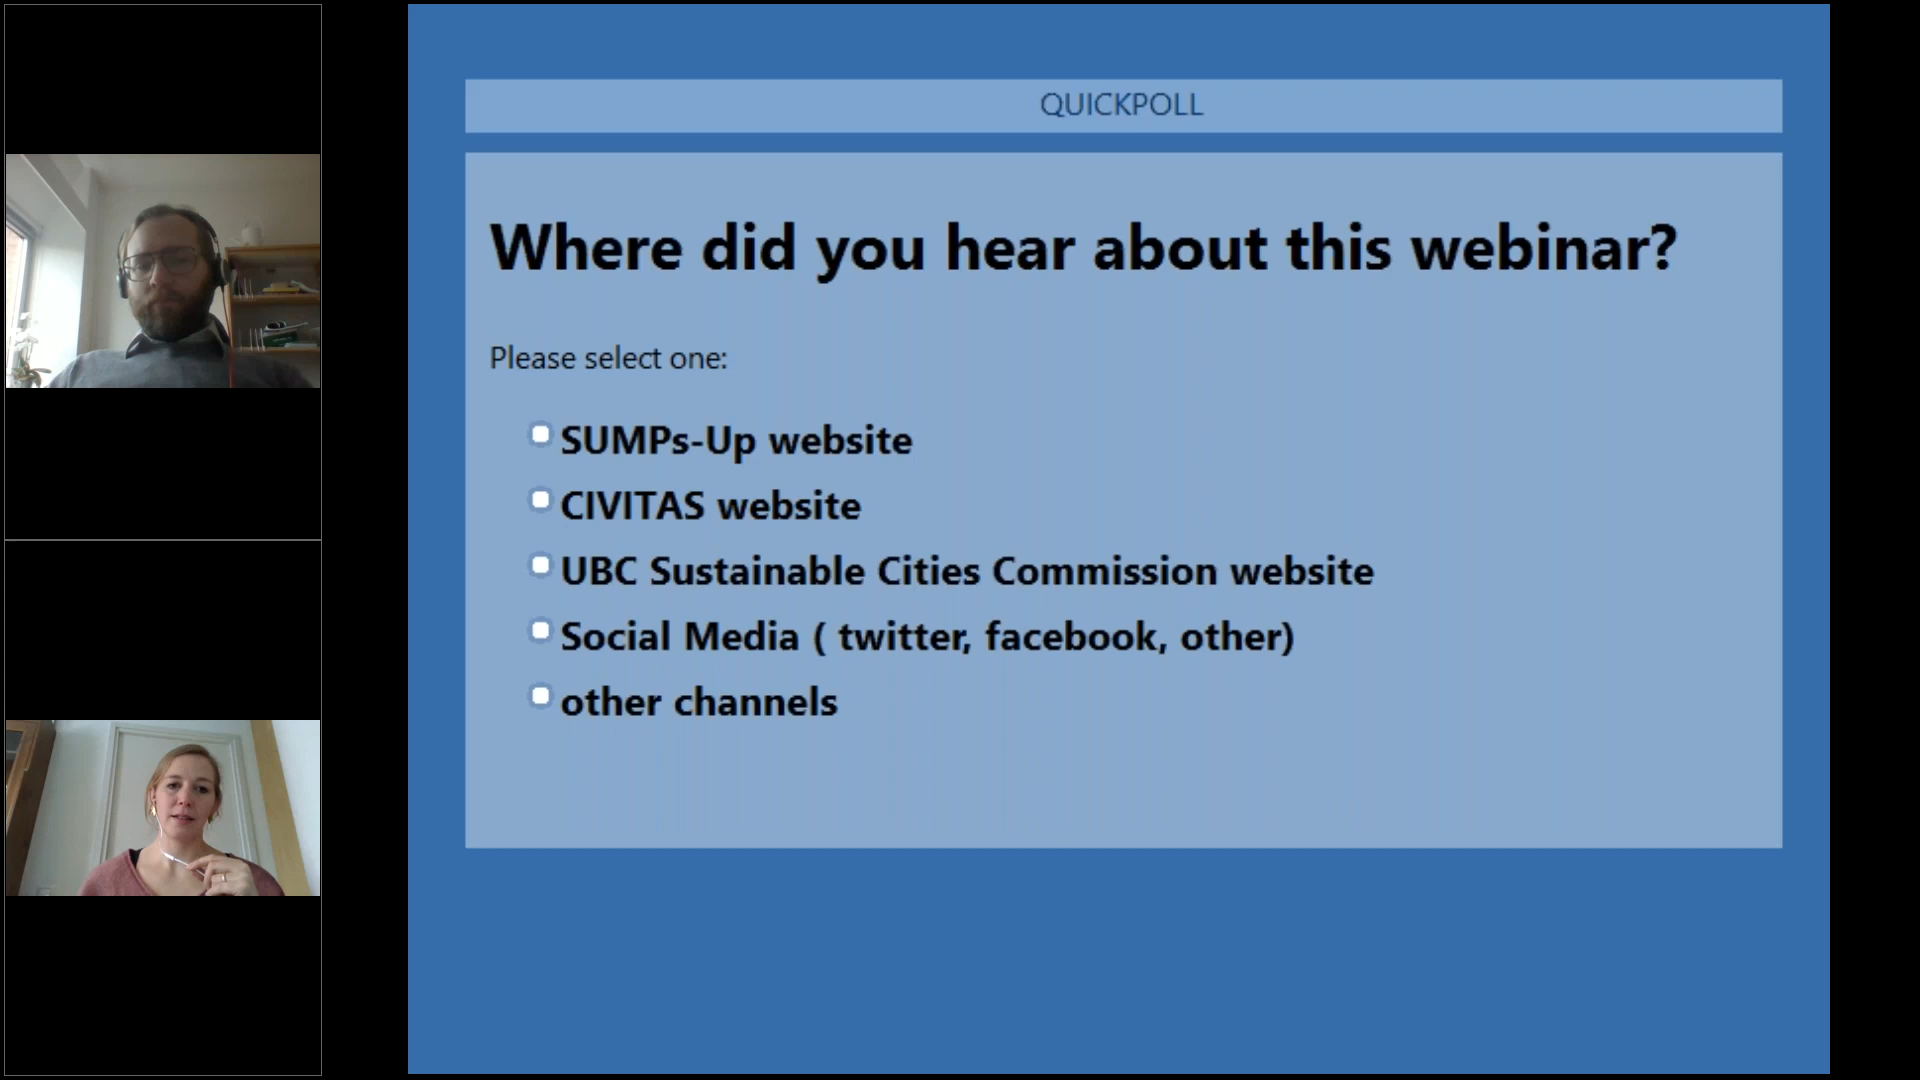 QUICKPOLL
Where did you hear about this webinar?
Please select one:
SUMPs-Up website
CIVITAS website
UBC Sustainable Cities Commission website
Social Media ( twitter, facebook, other)
other channels